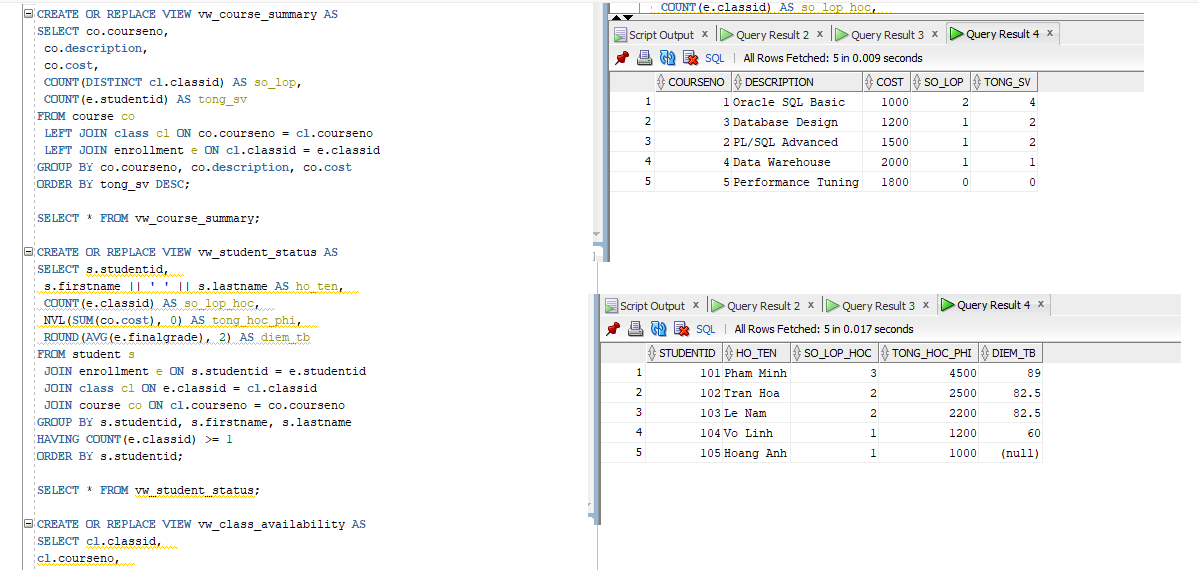 CREATE OR REPLACE VIEW vw_course_summary AS
SELECT co.courseno,
co.description,
co.cost,
COUNT(DISTINCT cl.classid) AS so_lop,
COUNT(e.studentid) AS tong_sv
FROM course co
LEFT JOIN class cl ON co.courseno = cl.courseno
LEFT JOIN enrollment e ON cl.classid = e.classid
GROUP BY co.courseno, co.description, co.cost
ORDER BY tong_sv DESC;
SELECT * FROM vw_course_summary;
CREATE OR REPLACE VIEW vw_student_status AS
SELECT s.studentid,
s.firstname || ' ' || s.lastname AS ho_ten,
COUNT(e.classid) AS so_lop_hoc,
NVL(SUM(co.cost), 0) AS tong_hoc_phi,
ROUND(AVG(e.finalgrade), 2) AS diem_tb
FROM student s
JOIN enrollment e ON s.studentid = e.studentid
JOIN class cl ON e.classid = cl.classid
JOIN course co ON cl.courseno = co.courseno
GROUP BY s.studentid, s.firstname, s.lastname
HAVING COUNT(e.classid) >= 1
ORDER BY s.studentid;
SELECT * FROM vw_student_status;
CREATE OR REPLACE VIEW vw_class_availability AS
SELECT cl.classid,
cl.courseno,
COUNT(e.classid) AS so_lop_hoc,
Script Output x Query Result 2 x Query Result 3 x Query Result 4 x
SQL All Rows Fetched: 5 in 0.009 seconds
COURSENO DESCRIPTION COST SO_LOP TONG_SV
1 1 Oracle SQL Basic 1000 2 4
2 3 Database Design 1200 1 2
3 2 PL/SQL Advanced 1500 1 2
4 4 Data Warehouse 2000 1 1
5 5 Performance Tuning 1800 0 0
Script Output x Query Result 2 x Query Result 3 x Query Result 4 x
SQL All Rows Fetched: 5 in 0.017 seconds
STUDENTID HO_TEN SO_LOP_HOC TONG_HOC_PHI DIEM_TB
1 101 Pham Minh 3 4500 89
2 102 Tran Hoa 2 2500 82.5
3 103 Le Nam 2 2200 82.5
4 104 Vo Linh 1 1200 60
5 105 Hoang Anh 1 1000 (null)